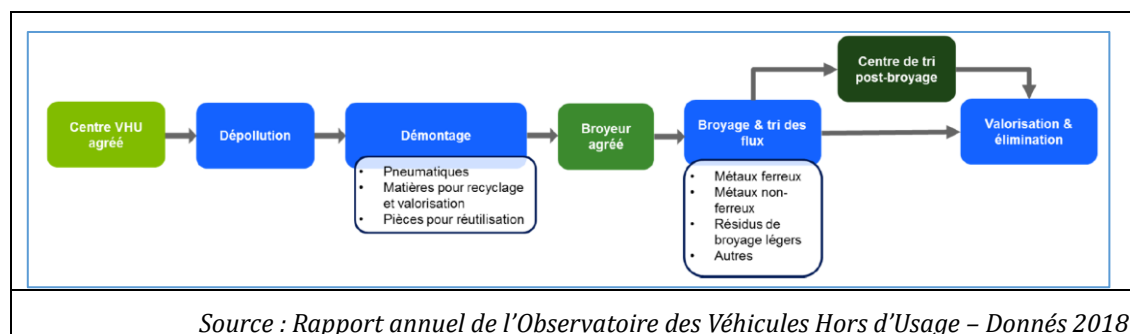 Centre de tri
post-broyage
Centre VHU
agréé
Dépollution
Démontage
Broyeur
agréé
Broyage & tri des
flux
Valorisation &
élimination
• Pneumatiques
• Matières pour recyclage
et valorisation
• Pièces pour réutilisation
• Métaux ferreux
• Métaux non-
ferreux
• Résidus de
broyage légers
• Autres
Source : Rapport annuel de l'Observatoire des Véhicules Hors d'Usage – Donnés 2018